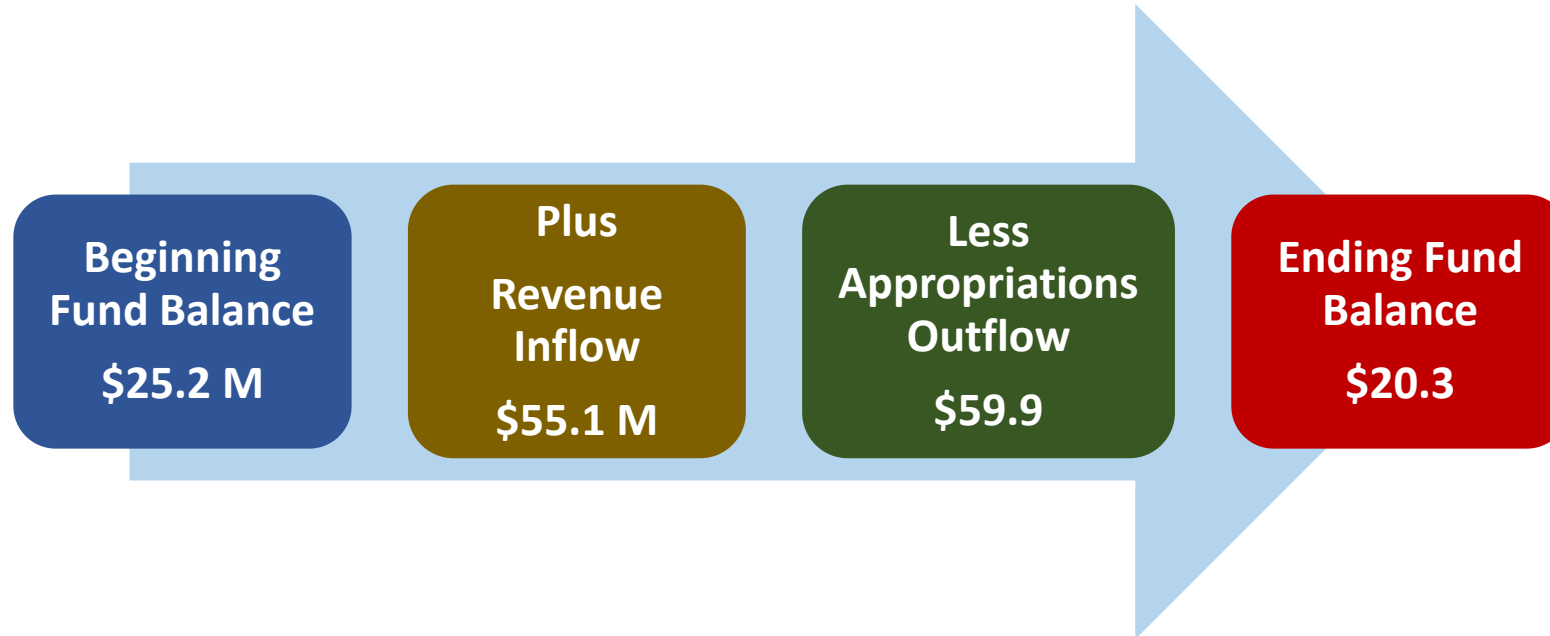 Beginning
Fund Balance
$25.2 M
Plus
Revenue
Inflow
$55.1 M
Less
Appropriations
Outflow
$59.9
Ending Fund
Balance
$20.3